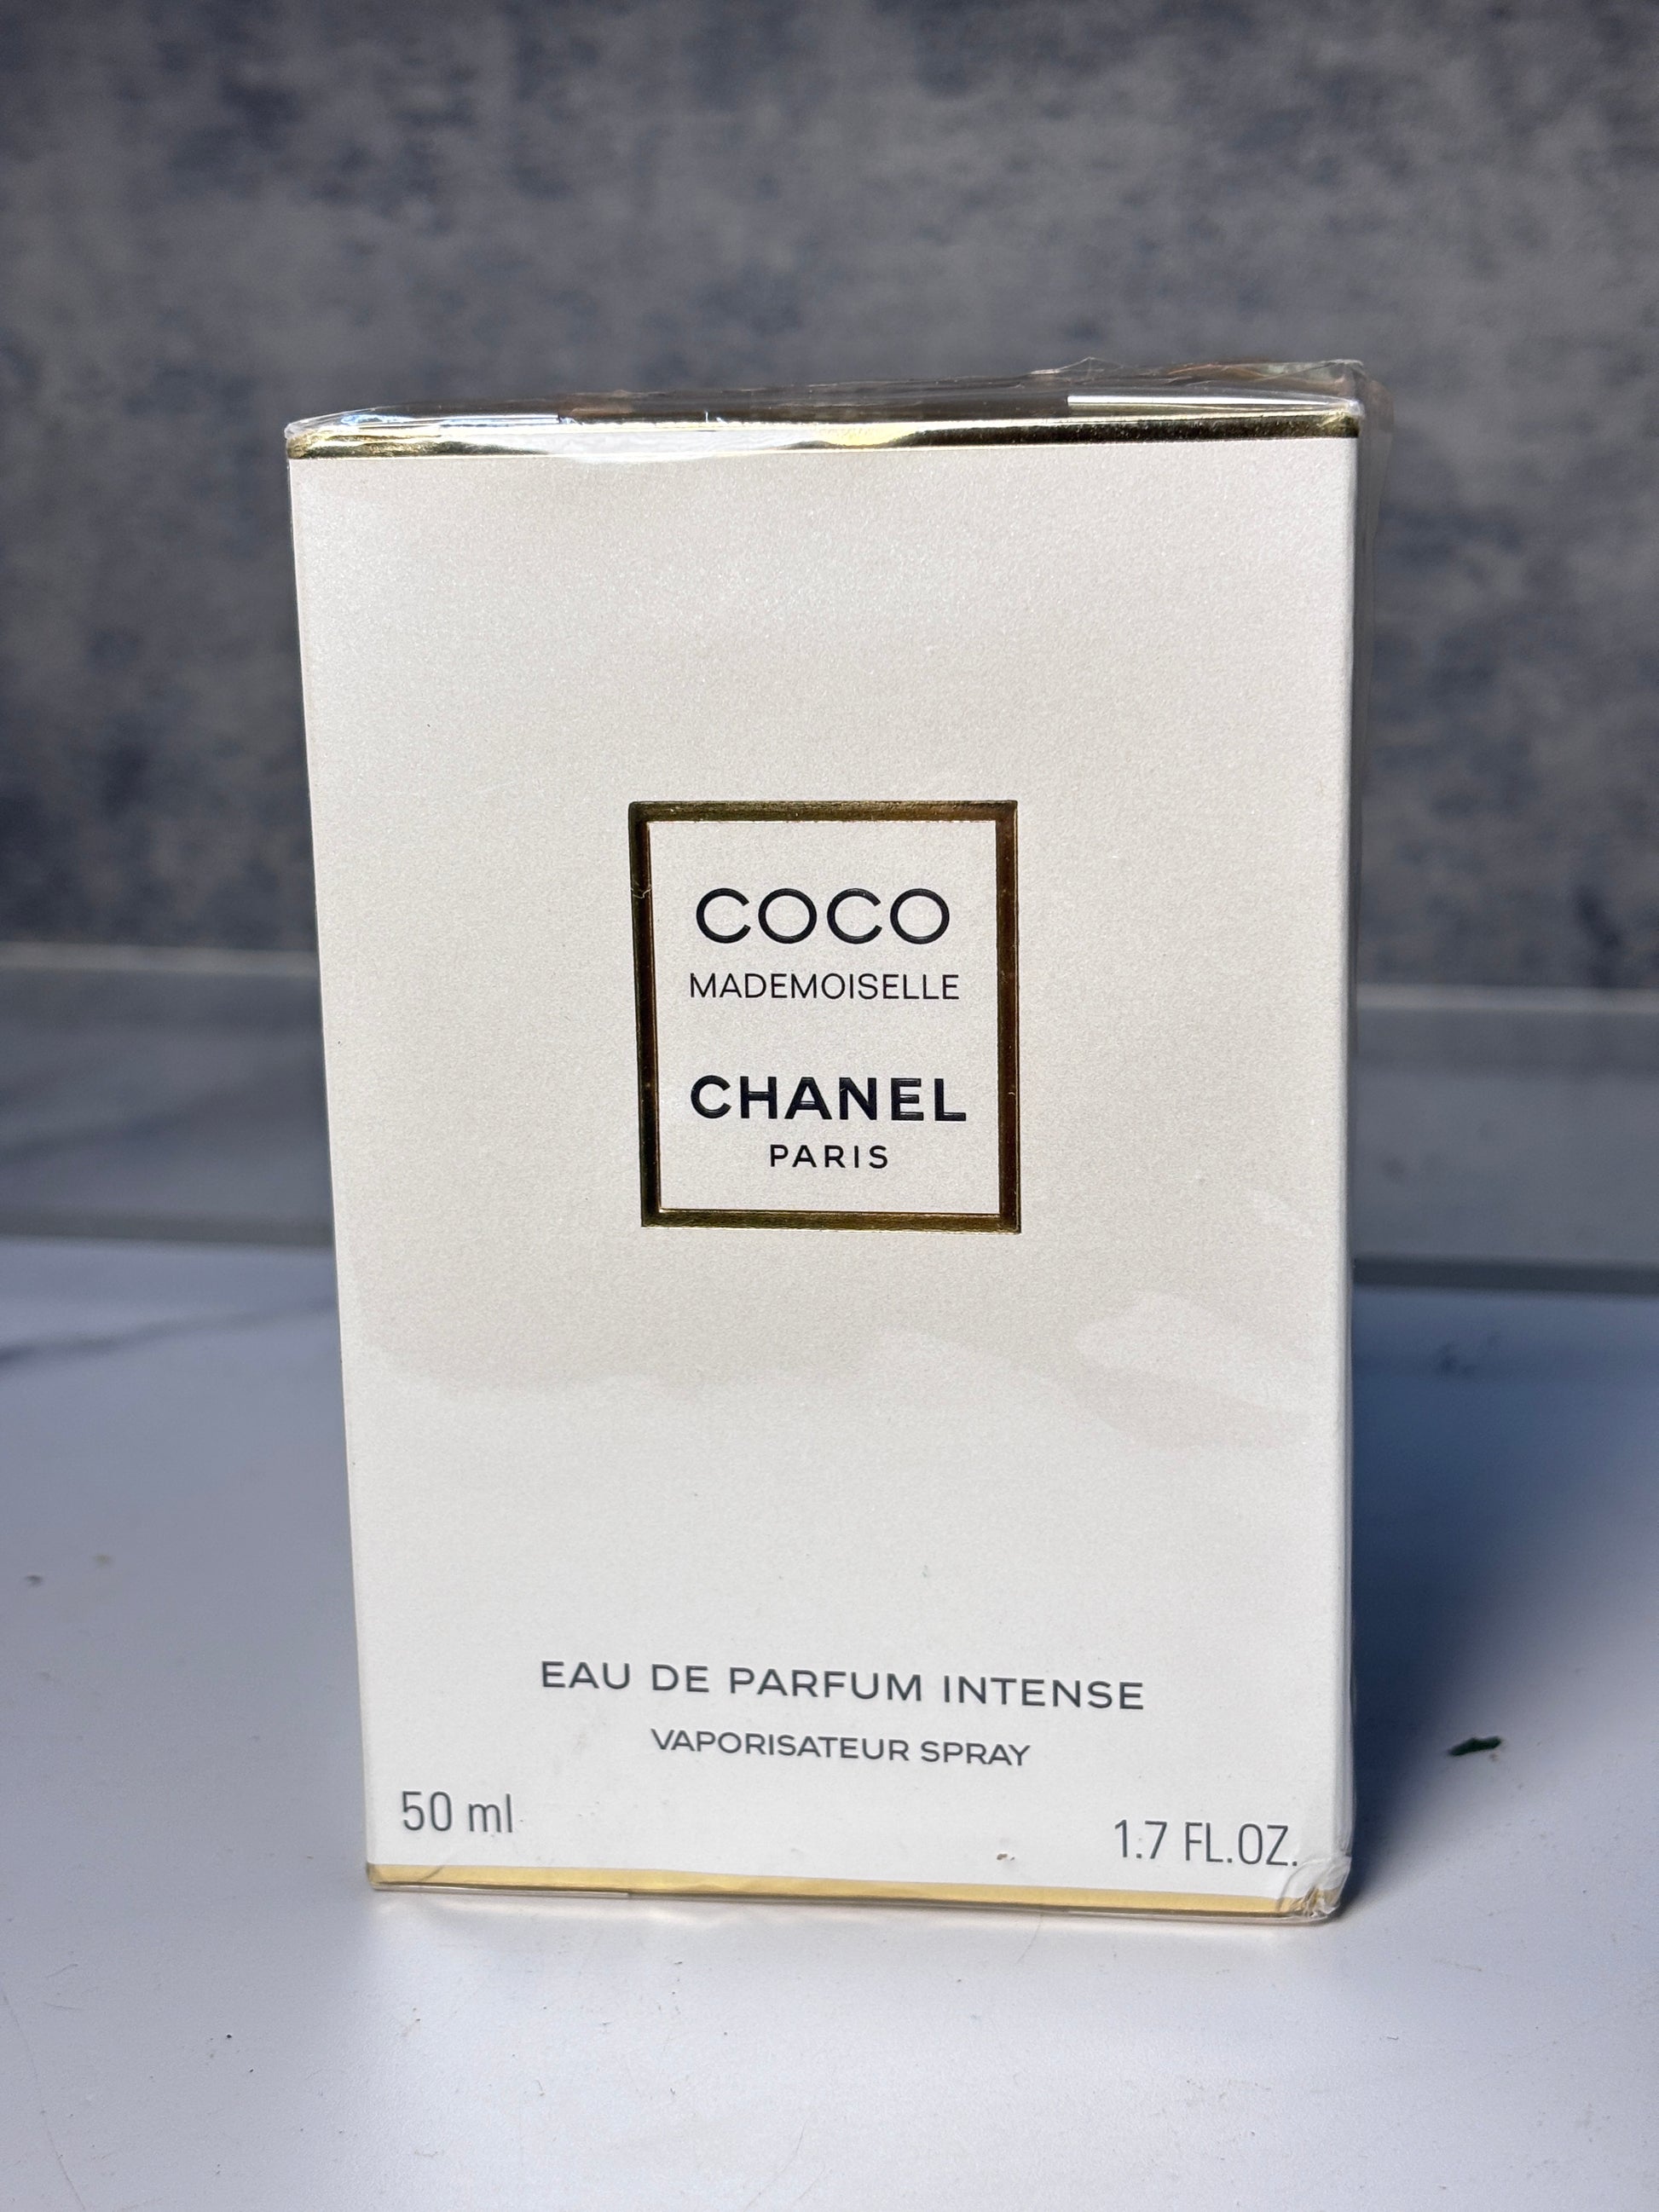 COCO
MADEMOISELLE
CHANEL
PARIS
EAU DE PARFUM INTENSE
VAPORISATEUR SPRAY
50 ml
1.7 FL.OZ.